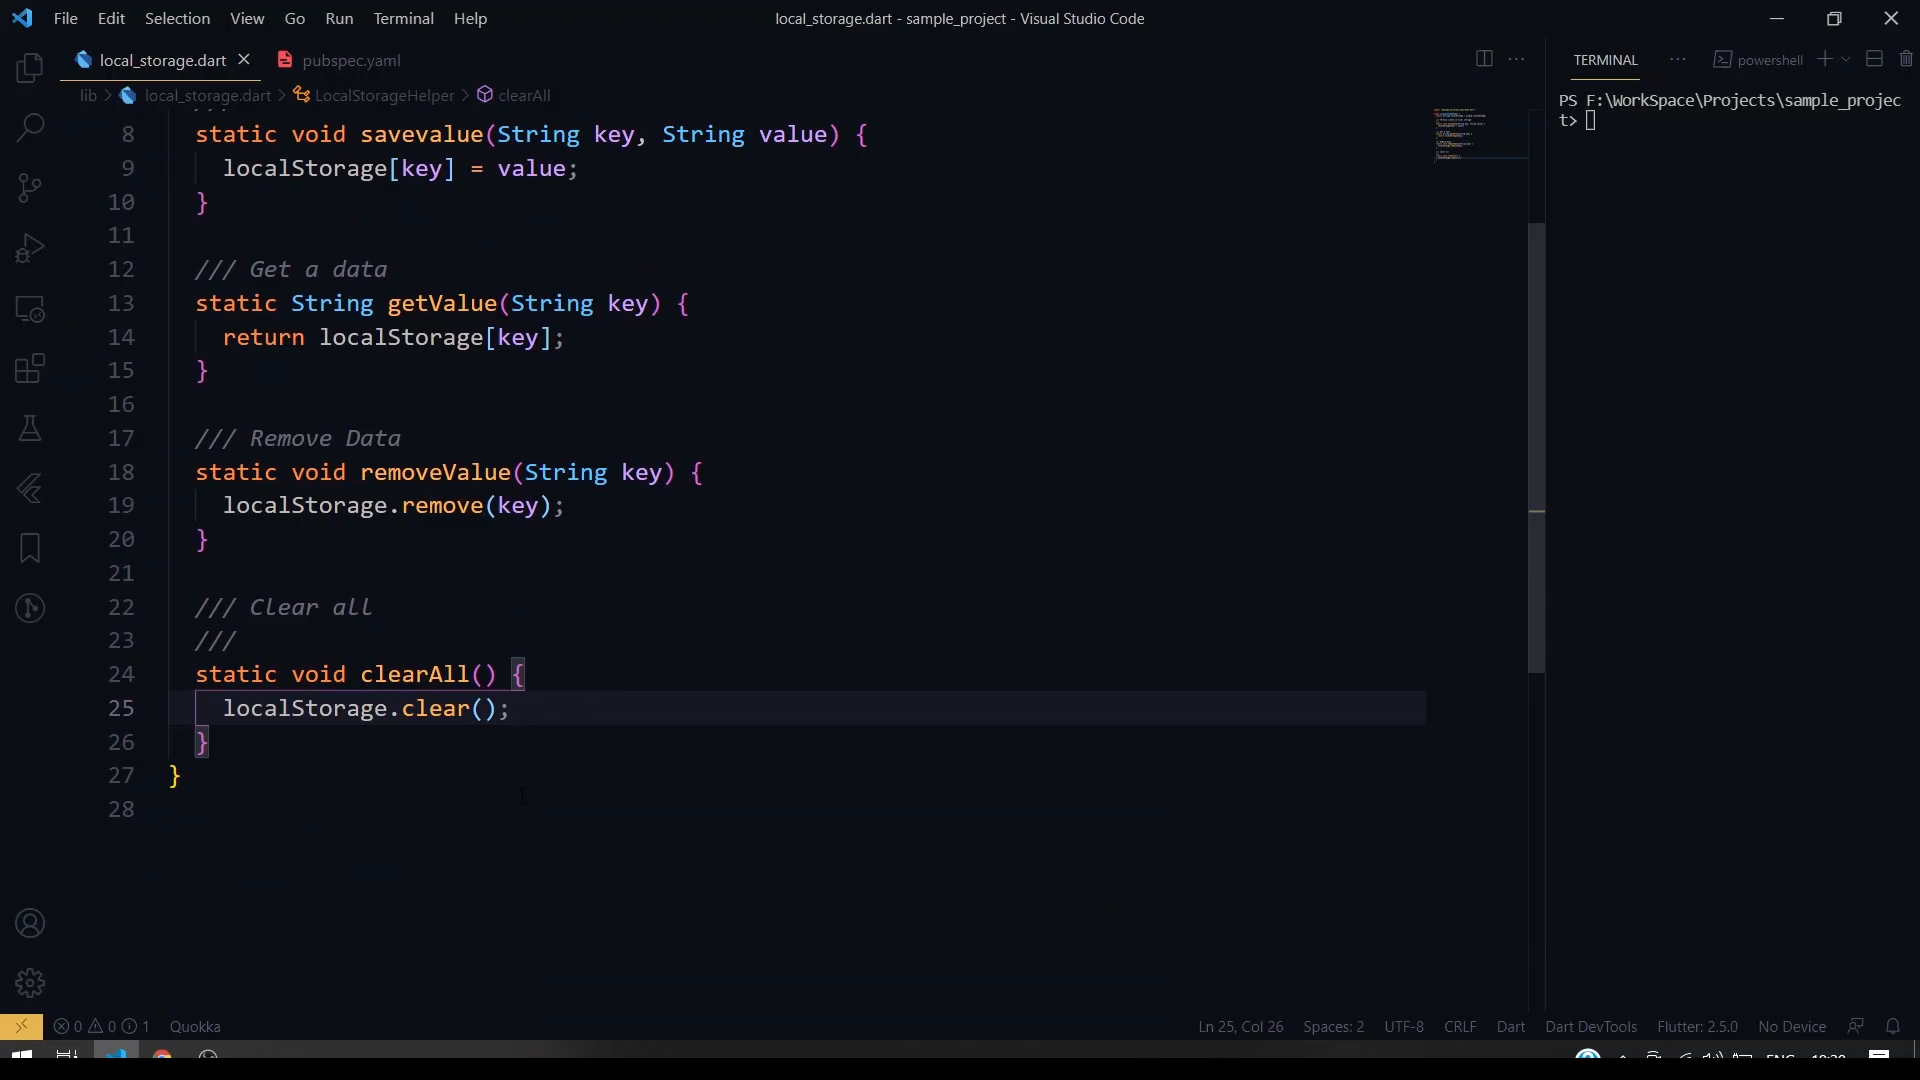 File Edit Selection View Go Run Terminal Help
local_storage.dart - sample_project - Visual Studio Code
local_storage.dart pubspec.yaml
lib > local_storage.dart > LocalStorageHelper > clearAll
8 static void savevalue(String key, String value) {
9 localStorage[key] = value;
10 }
11
12 /// Get a data
13 static String getValue(String key) {
14 return localStorage[key];
15 }
16
17 /// Remove Data
18 static void removeValue(String key) {
19 localStorage.remove(key);
20 }
21
22 /// Clear all
23 ///
24 static void clearAll() {
25 localStorage.clear();
26 }
27 }
28
TERMINAL ... powershell
PS F:\WorkSpace\Projects\sample_projec
t>
0 0 1 Quokka
Ln 25, Col 26 Spaces: 2 UTF-8 CRLF Dart Dart DevTools Flutter: 2.5.0 No Device